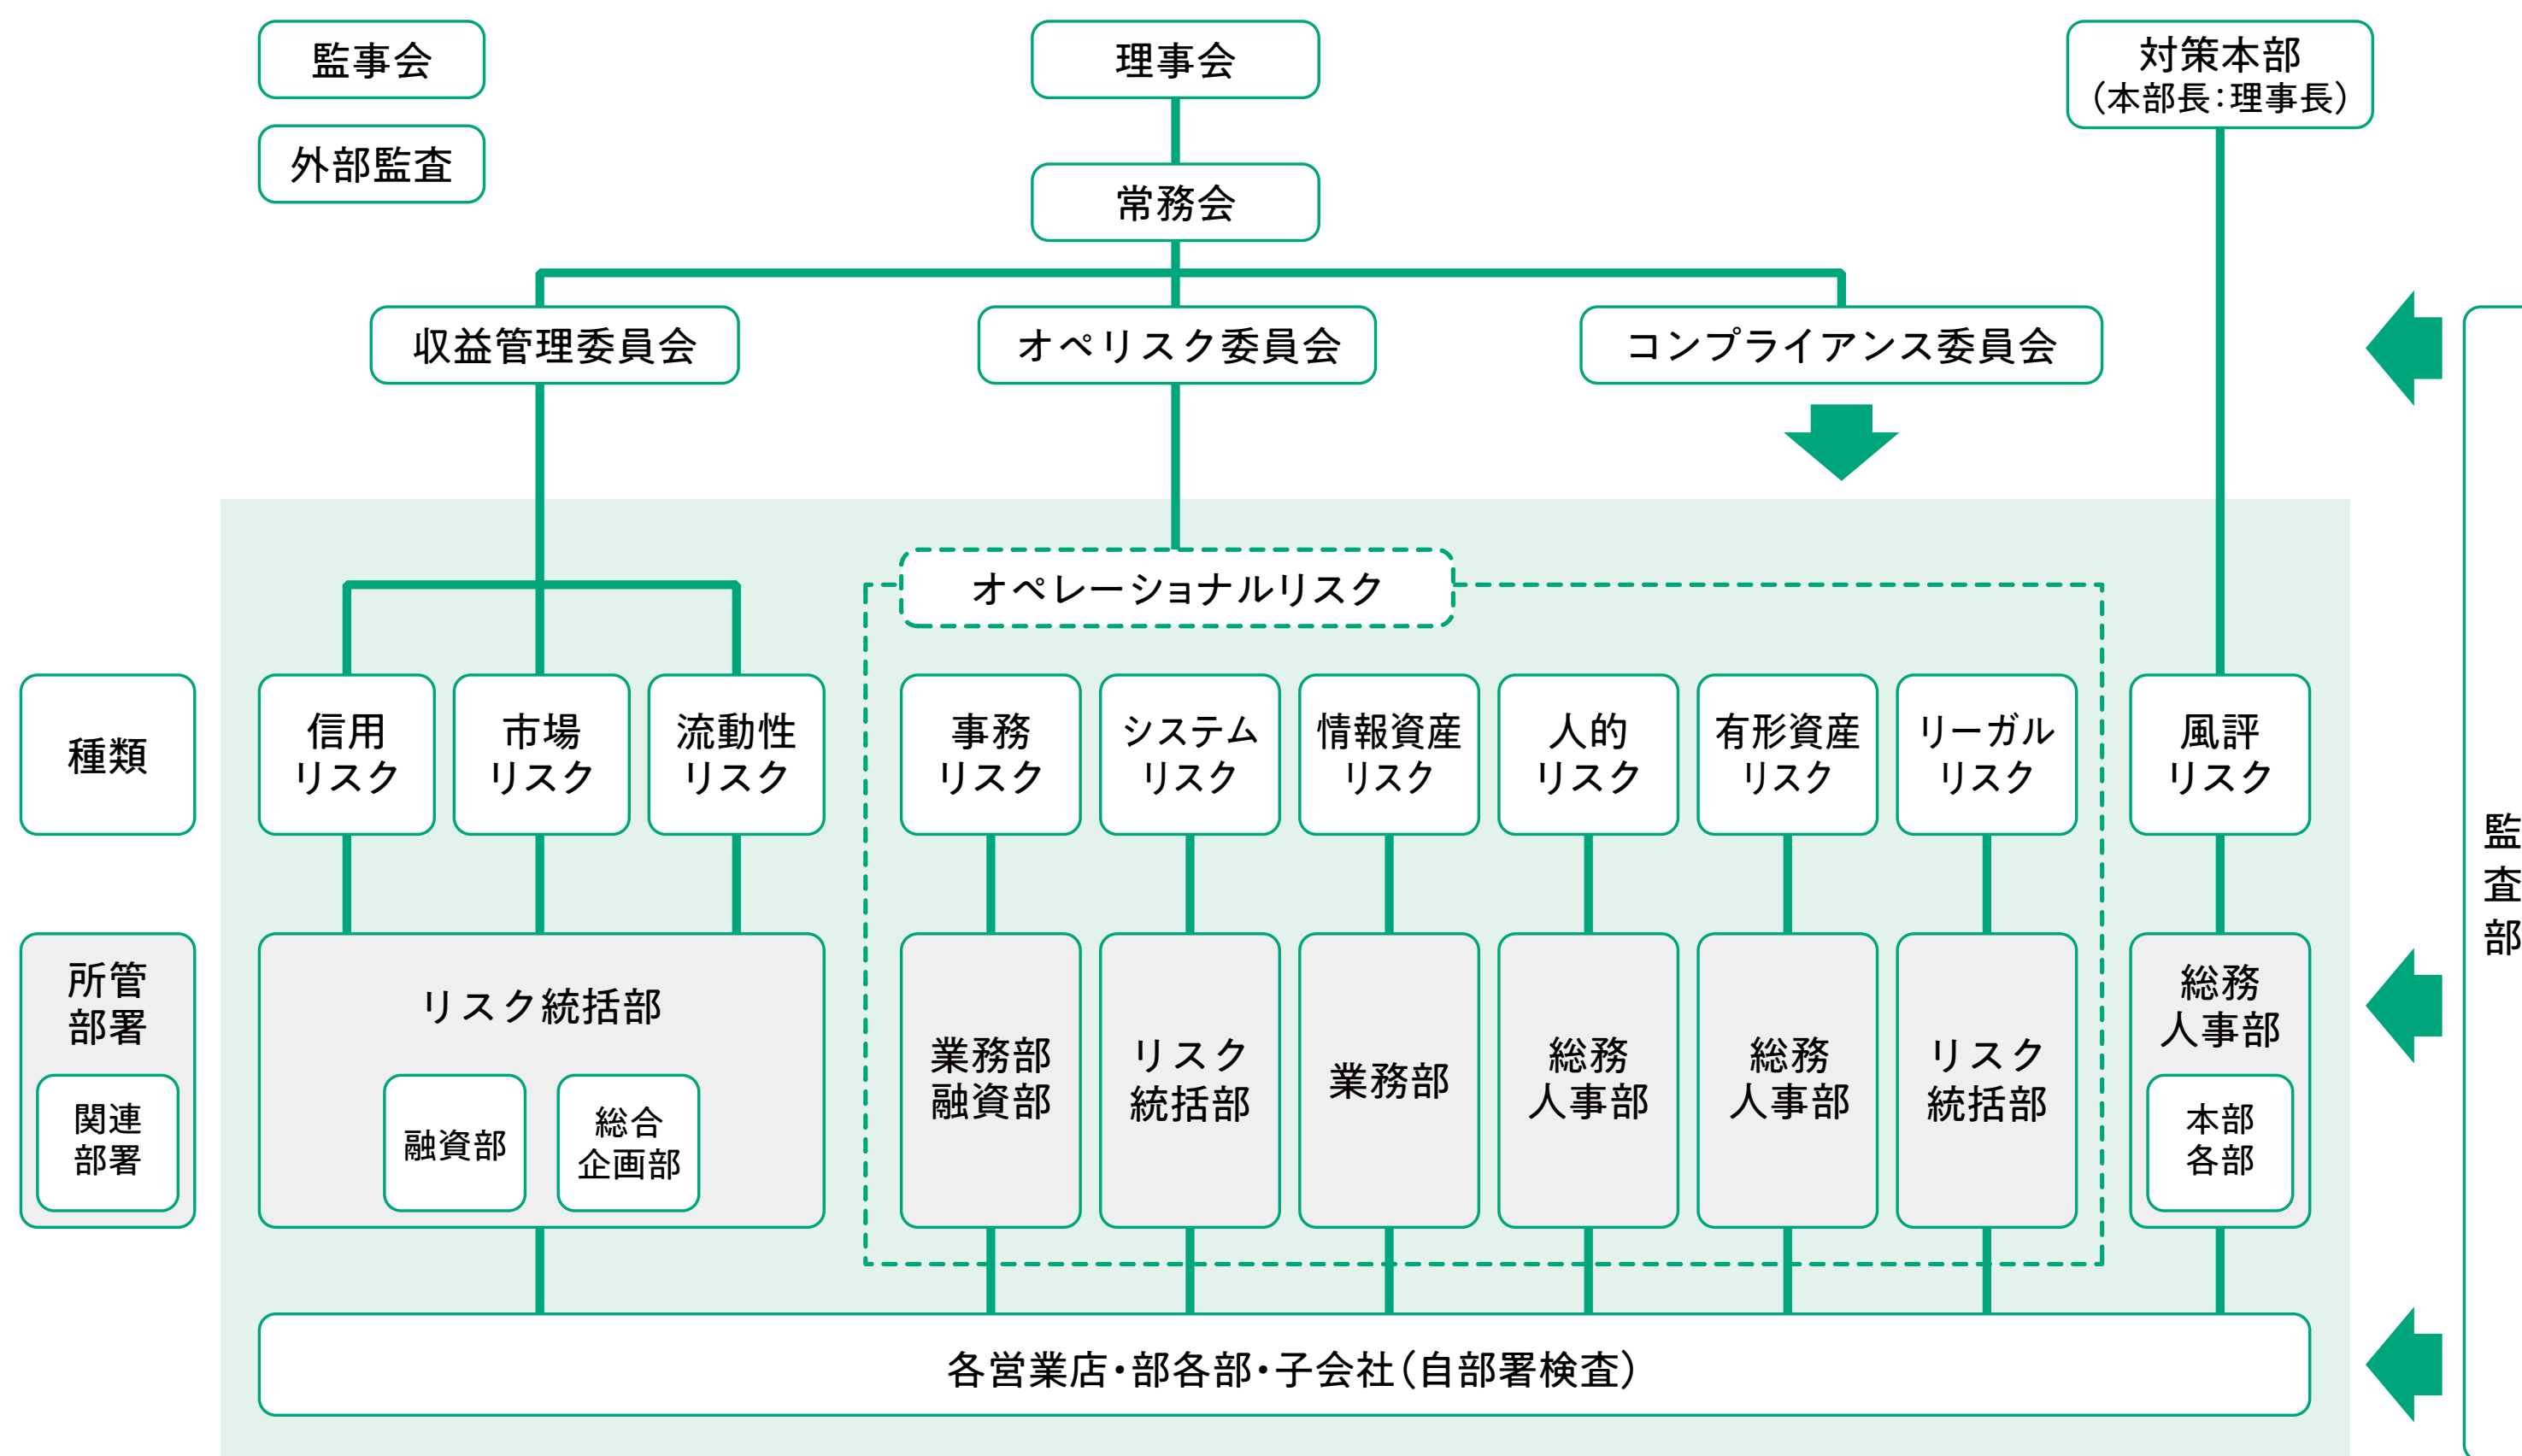 監事会
理事会
対策本部
（本部長：理事長）
外部監査
常務会
収益管理委員会
オペリスク委員会
コンプライアンス委員会
オペレーショナルリスク
種類
信用
リスク
市場
リスク
流動性
リスク
事務
リスク
システム
リスク
情報資産
リスク
人的
リスク
有形資産
リスク
リーガル
リスク
風評
リスク
監査部
所管
部署
関連
部署
リスク統括部
融資部
総合
企画部
業務部
融資部
リスク
統括部
業務部
総務
人事部
総務
人事部
リスク
統括部
総務
人事部
本部
各部
各営業店・部各部・子会社（自部署検査）